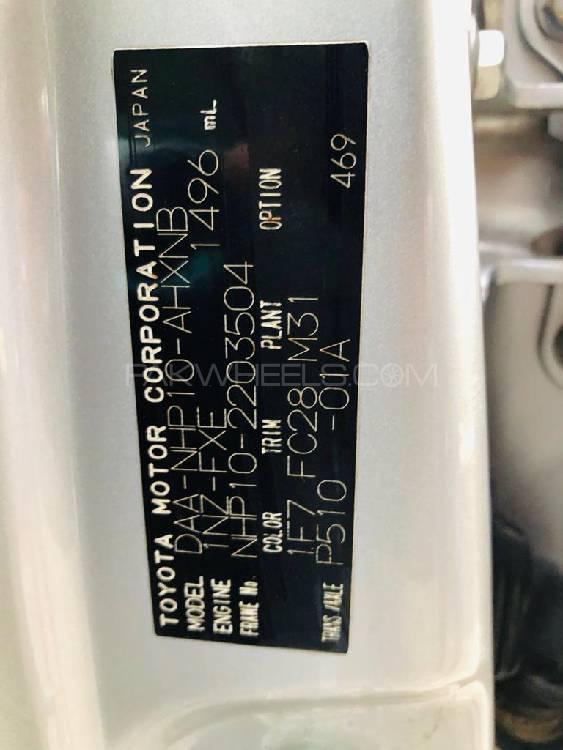 TOYOTA MOTOR CORPORATION JAPAN
MODEL DAA-NHP10-AHXNB
ENGINE 1NZ-FXE 1496 mL
FRAME No. NHP10-2203504
COLOR TRIM PLANT OPTION
1F7 FC28 M31 469
TRANS/AXLE P510 -01A
PAKWHEELS.COM